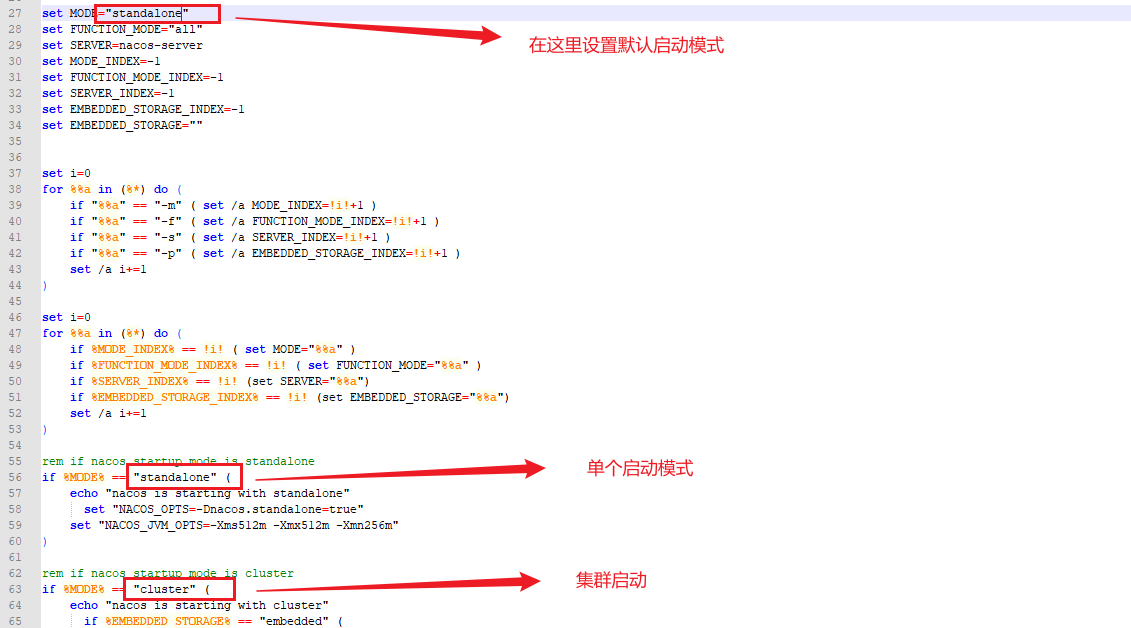 27 set MODE="standalone" 在这里设置默认启动模式
28 set FUNCTION_MODE="all"
29 set SERVER=nacos-server
30 set MODE_INDEX=-1
31 set FUNCTION_MODE_INDEX=-1
32 set SERVER_INDEX=-1
33 set EMBEDDED_STORAGE_INDEX=-1
34 set EMBEDDED_STORAGE=""
35
36
37 set i=0
38 for %%a in (%*) do (
39 if "%%a" == "-m" ( set /a MODE_INDEX=!i!+1 )
40 if "%%a" == "-f" ( set /a FUNCTION_MODE_INDEX=!i!+1 )
41 if "%%a" == "-s" ( set /a SERVER_INDEX=!i!+1 )
42 if "%%a" == "-p" ( set /a EMBEDDED_STORAGE_INDEX=!i!+1 )
43 set /a i+=1
44 )
45
46 set i=0
47 for %%a in (%*) do (
48 if %MODE_INDEX% == !i! ( set MODE="%%a" )
49 if %FUNCTION_MODE_INDEX% == !i! ( set FUNCTION_MODE="%%a" )
50 if %SERVER_INDEX% == !i! (set SERVER="%%a")
51 if %EMBEDDED_STORAGE_INDEX% == !i! (set EMBEDDED_STORAGE="%%a")
52 set /a i+=1
53 )
54
55 rem if nacos startup mode is standalone
56 if %MODE% == "standalone" ( 单个启动模式
57 echo "nacos is starting with standalone"
58 set "NACOS_OPTS=-Dnacos.standalone=true"
59 set "NACOS_JVM_OPTS=-Xms512m -Xmx512m -Xmn256m"
60 )
61
62 rem if nacos startup mode is cluster
63 if %MODE% == "cluster" ( 集群启动
64 echo "nacos is starting with cluster"
65 if %EMBEDDED_STORAGE% == "embedded" (